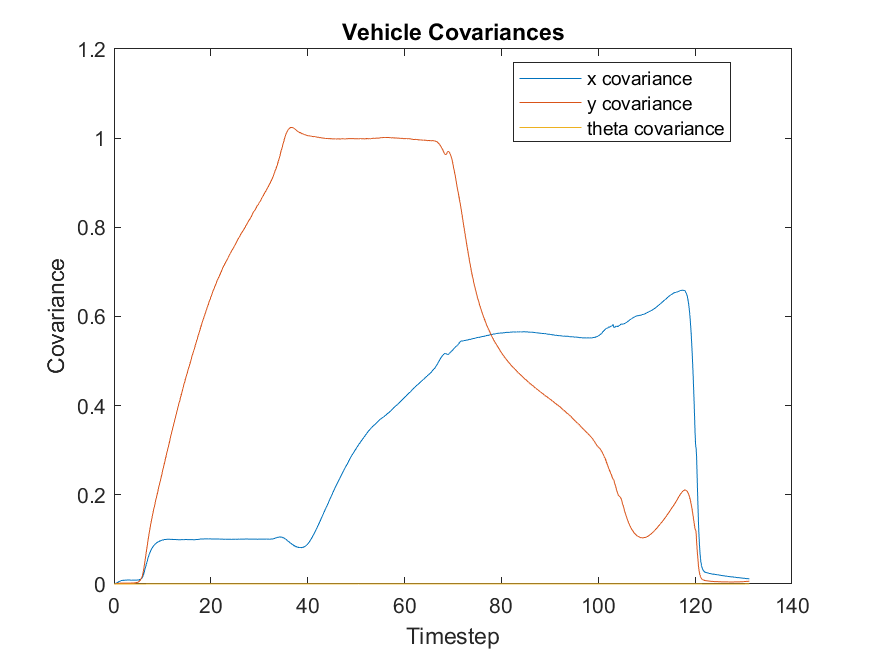 Vehicle Covariances
1.2
1
0.8
0.6
0.4
0.2
0
Covariance
x covariance
y covariance
theta covariance
0 20 40 60 80 100 120 140
Timestep